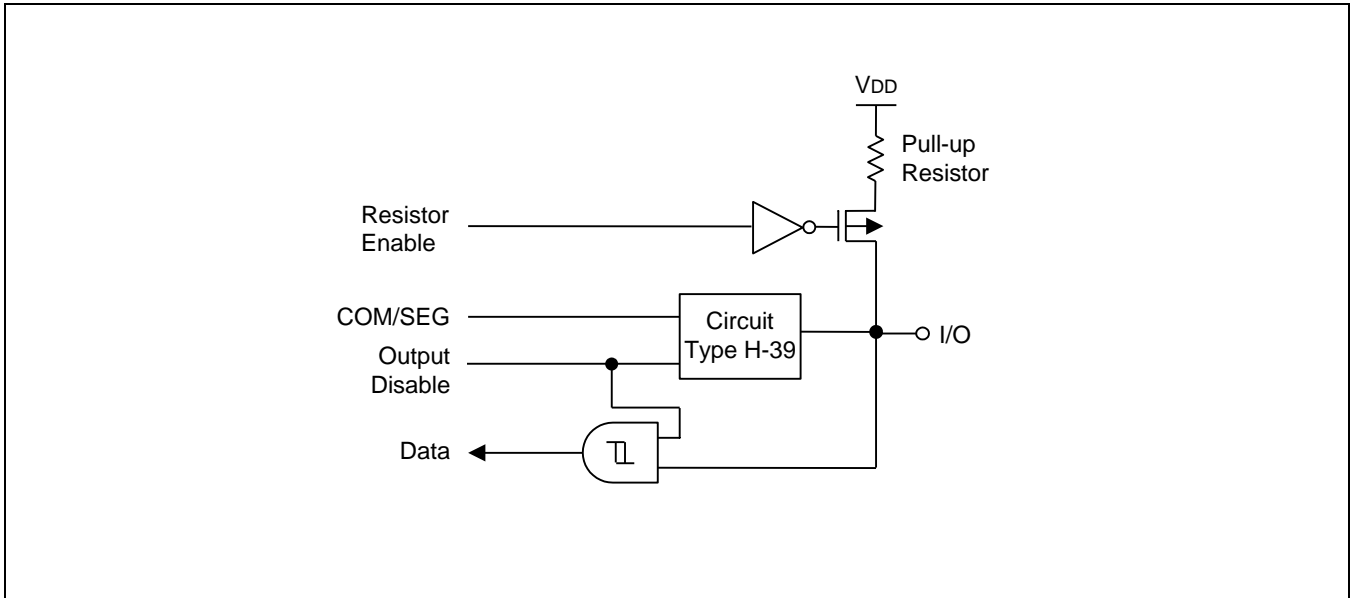 VDD
Pull-up
Resistor
Resistor
Enable
COM/SEG
Circuit
Type H-39
I/O
Output
Disable
Data